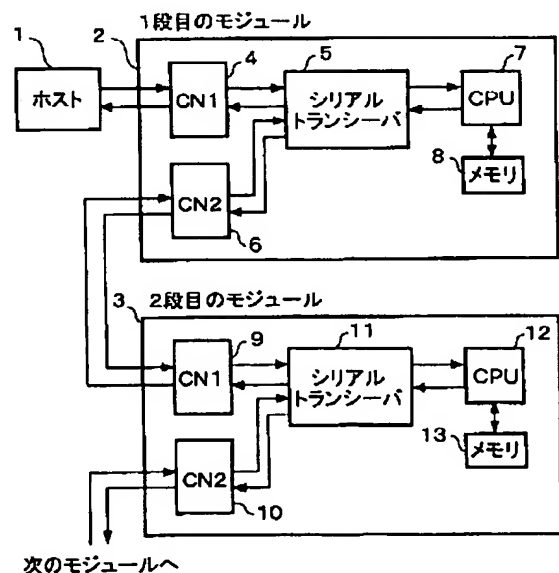 1段目のモジュール
1
2
4
5
7
ホスト
CN1
シリアル
トランシーバ
CPU
8
メモリ
CN2
6
3
2段目のモジュール
9
11
12
CN1
シリアル
トランシーバ
CPU
13
メモリ
CN2
10
次のモジュールへ